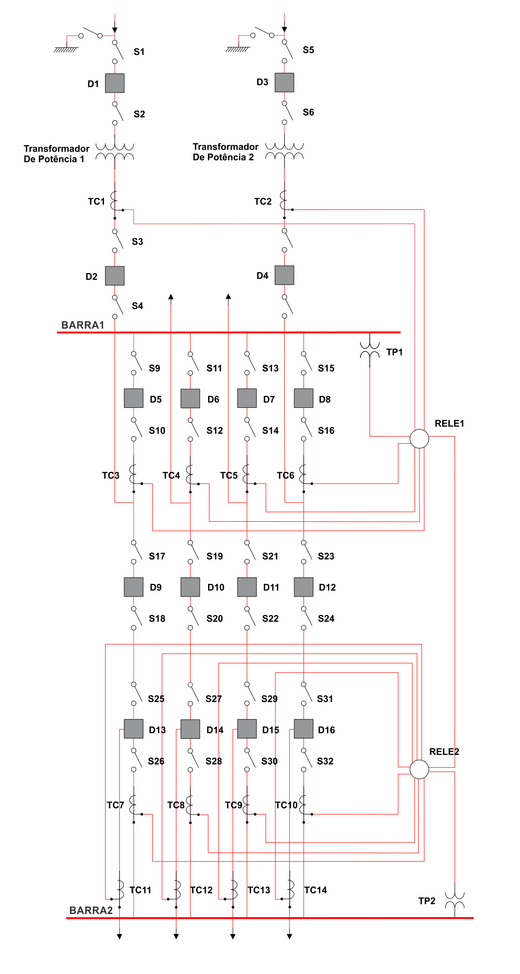 S1
S5
D1
D3
S2
S6
Transformador
De Potência 1
Transformador
De Potência 2
TC1
TC2
S3
D2
D4
S4
BARRA1
TP1
S9
S11
S13
S15
D5
D6
D7
D8
S10
S12
S14
S16
RELE1
TC3
TC4
TC5
TC6
S17
S19
S21
S23
D9
D10
D11
D12
S18
S20
S22
S24
S25
S27
S29
S31
D13
D14
D15
D16
RELE2
S26
S28
S30
S32
TC7
TC8
TC9
TC10
TC11
TC12
TC13
TC14
TP2
BARRA2